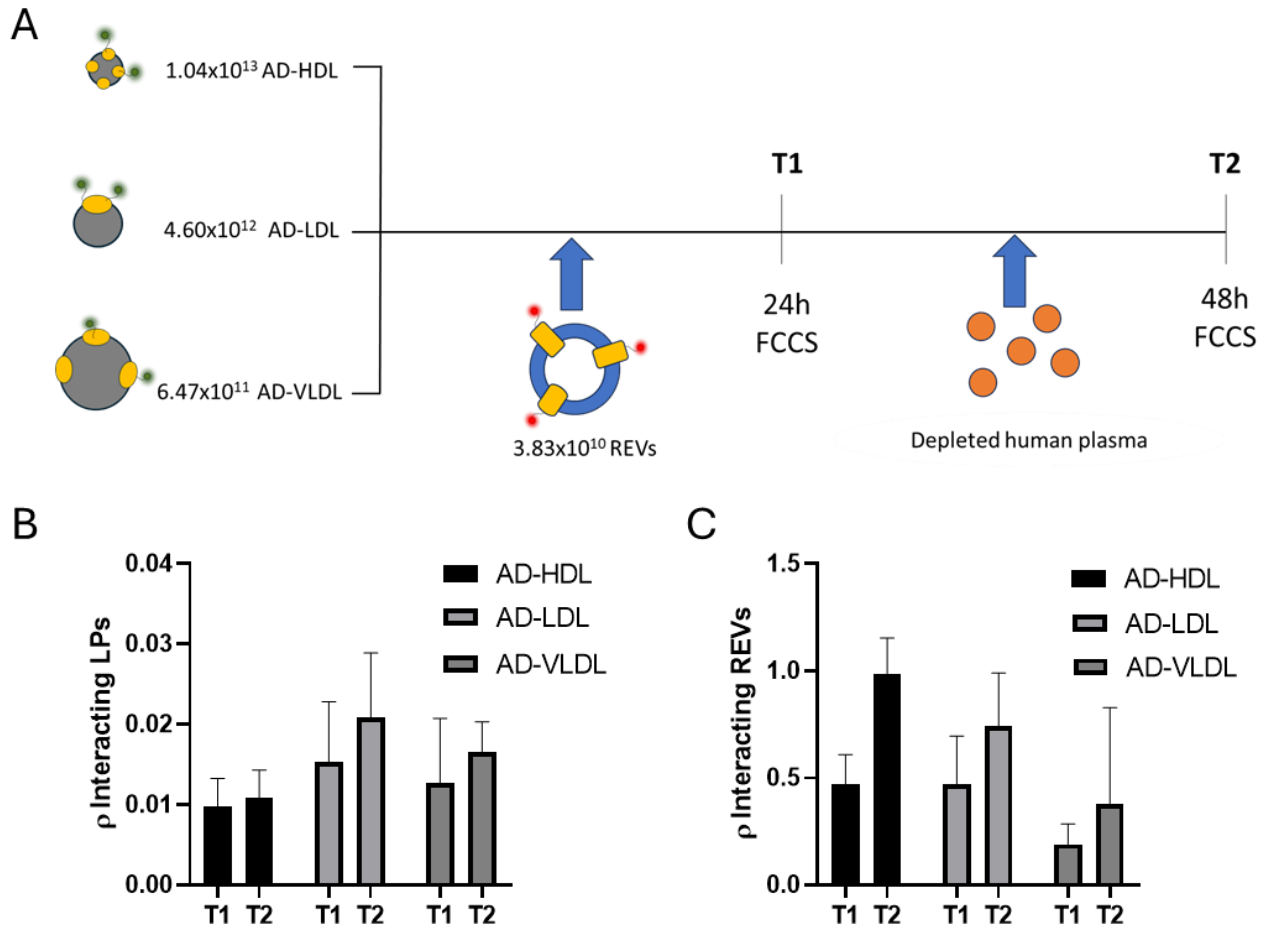 A
1.04x10¹³ AD-HDL
4.60x10¹² AD-LDL
6.47x10¹¹ AD-VLDL
3.83x10¹⁰ REVs
T1
24h
FCCS
Depleted human plasma
T2
48h
FCCS
B
ρ Interacting LPs
0.04
0.03
0.02
0.01
0.00
AD-HDL
AD-LDL
AD-VLDL
T1 T2 T1 T2 T1 T2
C
ρ Interacting REVs
1.5
1.0
0.5
0.0
AD-HDL
AD-LDL
AD-VLDL
T1 T2 T1 T2 T1 T2